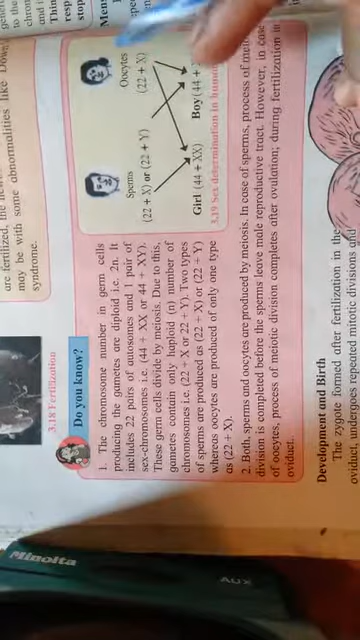 are fertilized, the
may be with some abnormalities like Down
syndrome.
3.18 Fertilization
Do you know?
1. The chromosome number in germ cells
producing the gametes are diploid i.e. 2n. It
includes 22 pairs of autosomes and 1 pair of
sex-chromosomes i.e. (44 + XX or 44 + XY).
These germ cells divide by meiosis. Due to this,
gametes contain only haploid (n) number of
chromosomes i.e. (22 + X or 22 + Y). Two types
of sperms are produced as (22 + X) or (22 + Y)
whereas oocytes are produced of only one type
as (22 + X).
Sperms
(22 + X) or (22 + Y)
Oocytes
(22 + X)
Girl (44 + XX)
Boy (44 +
3.19 Sex determination in human
2. Both, sperms and oocytes are produced by meiosis. In case of sperms, process of
division is completed before the sperms leave male reproductive tract. However, in case
of oocytes, process of meiotic division completes after ovulation; during fertilization in
oviduct.
Development and Birth
The zygote formed after fertilization in the
oviduct, undergoes repeated mitotic divisions and
Minolta
AUX